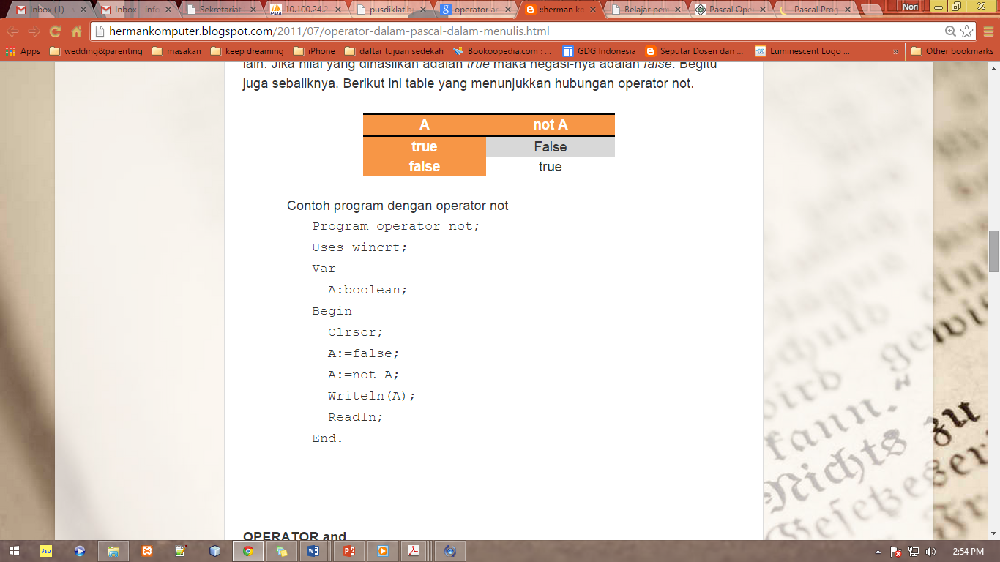 Inbox (1) -
Inbox - info
Sekretariat
10.100.24.2
pusdiklat.b
operator a
::herman ko
Belajar pem
Pascal Ope
Pascal Prog
Nori
hermankomputer.blogspot.com/2011/07/operator-dalam-pascal-dalam-menulis.html
Apps
wedding&parenting
masakan
keep dreaming
iPhone
daftar tujuan sedekah
Bookoopedia.com : ...
GDG Indonesia
Seputar Dosen dan ...
Luminescent Logo ...
»
Other bookmarks
lain. Jika nilai yang dihasilkan adalah true maka negasi-nya adalah false. Begitu
juga sebaliknya. Berikut ini table yang menunjukkan hubungan operator not.
A not A
true False
false true
Contoh program dengan operator not
Program operator_not;
Uses wincrt;
Var
A:boolean;
Begin
Clrscr;
A:=false;
A:=not A;
Writeln(A);
Readln;
End.
OPERATOR and
fann.
Nichts zu
2:54 PM